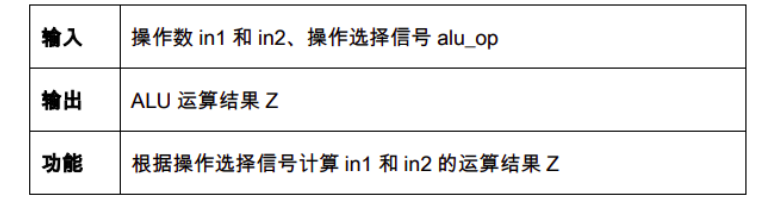 输入 操作数 in1 和 in2、操作选择信号 alu_op
输出 ALU 运算结果 Z
功能 根据操作选择信号计算 in1 和 in2 的运算结果 Z